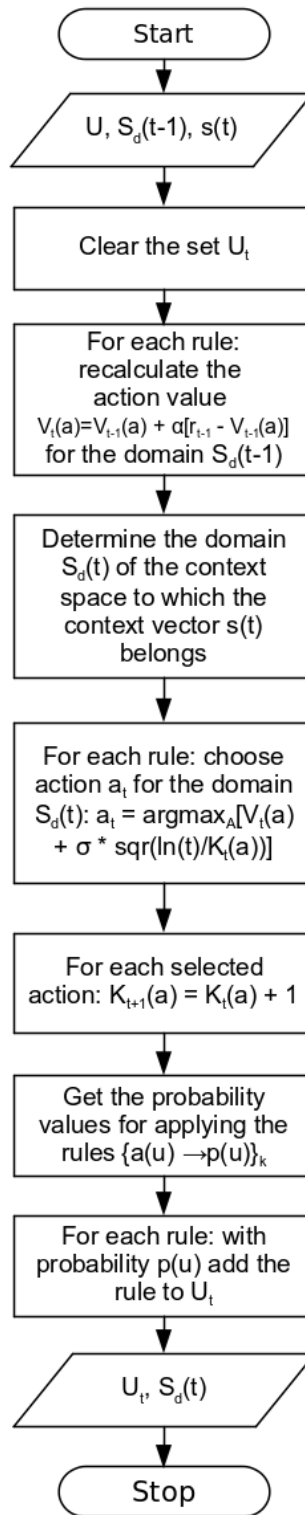 Start
U, S_d(t-1), s(t)
Clear the set U_t
For each rule:
recalculate the
action value
V_t(a)=V_{t-1}(a) + α[r_{t-1} - V_{t-1}(a)]
for the domain S_d(t-1)
Determine the domain
S_d(t) of the context
space to which the
context vector s(t)
belongs
For each rule: choose
action a_t for the domain
S_d(t): a_t = argmax_A[V_t(a)
+ σ * sqr(ln(t)/K_t(a))]
For each selected
action: K_{t+1}(a) = K_t(a) + 1
Get the probability
values for applying the
rules {a(u) →p(u)}_k
For each rule: with
probability p(u) add the
rule to U_t
U_t, S_d(t)
Stop